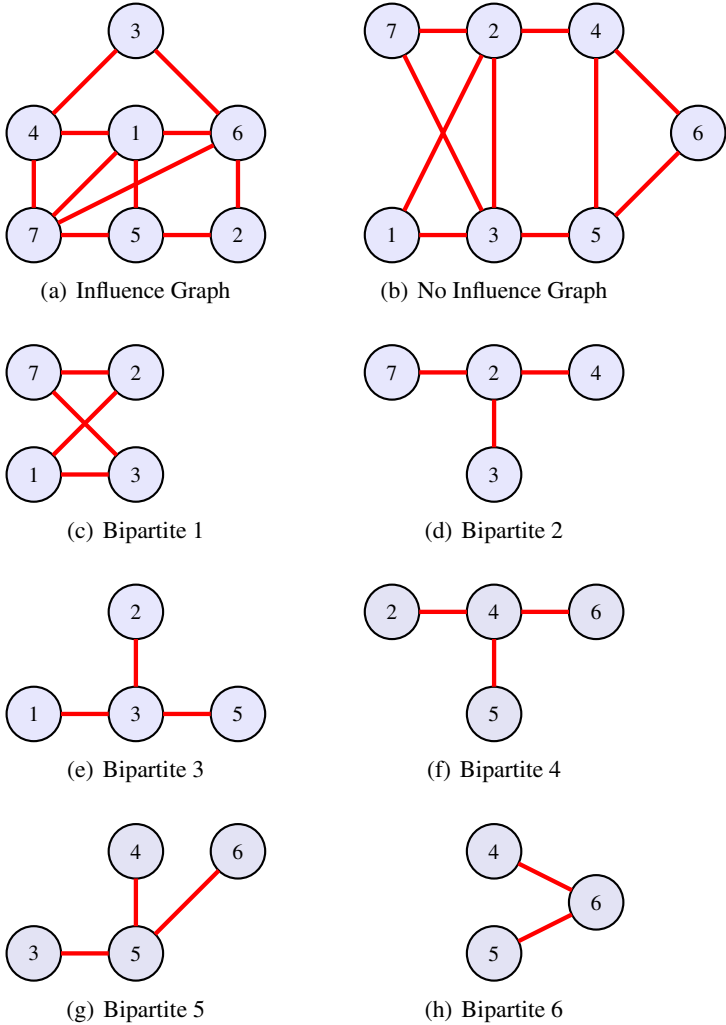 3
4 1 6
7 5 2
(a) Influence Graph
7 2 4
6
1 3 5
(b) No Influence Graph
7 2
1 3
(c) Bipartite 1
7 2 4
3
(d) Bipartite 2
2
1 3 5
(e) Bipartite 3
2 4 6
5
(f) Bipartite 4
4 6
3 5
(g) Bipartite 5
4
6
5
(h) Bipartite 6